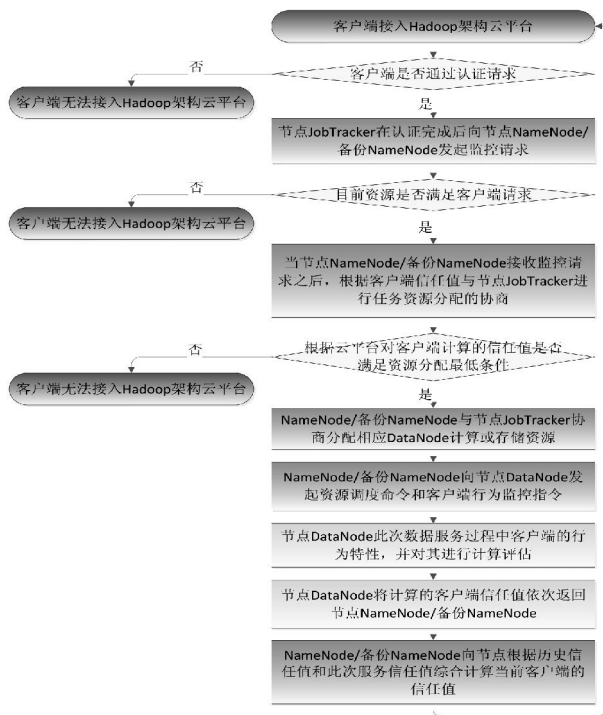 客户端接入Hadoop架构云平台
否
客户端是否通过认证请求
客户端无法接入Hadoop架构云平台
是
节点JobTracker在认证完成后向节点NameNode/
备份NameNode发起监控请求
否
目前资源是否满足客户端请求
客户端无法接入Hadoop架构云平台
是
当节点NameNode/备份NameNode接收监控请
求之后，根据客户端信任值与节点JobTracker进
行任务资源分配的协商
否
根据云平台对客户端计算的信任值是否
满足资源分配最低条件
客户端无法接入Hadoop架构云平台
是
NameNode/备份NameNode与节点JobTracker协
商分配相应DataNode计算或存储资源
NameNode/备份NameNode向节点DataNode发
起资源调度命令和客户端行为监控指令
节点DataNode此次数据服务过程中客户端的行
为特性，并对其进行计算评估
节点DataNode将计算的客户端信任值依次返回
节点NameNode/备份NameNode
NameNode/备份NameNode向节点根据历史信
任值和此次服务信任值综合计算当前客户端的
信任值